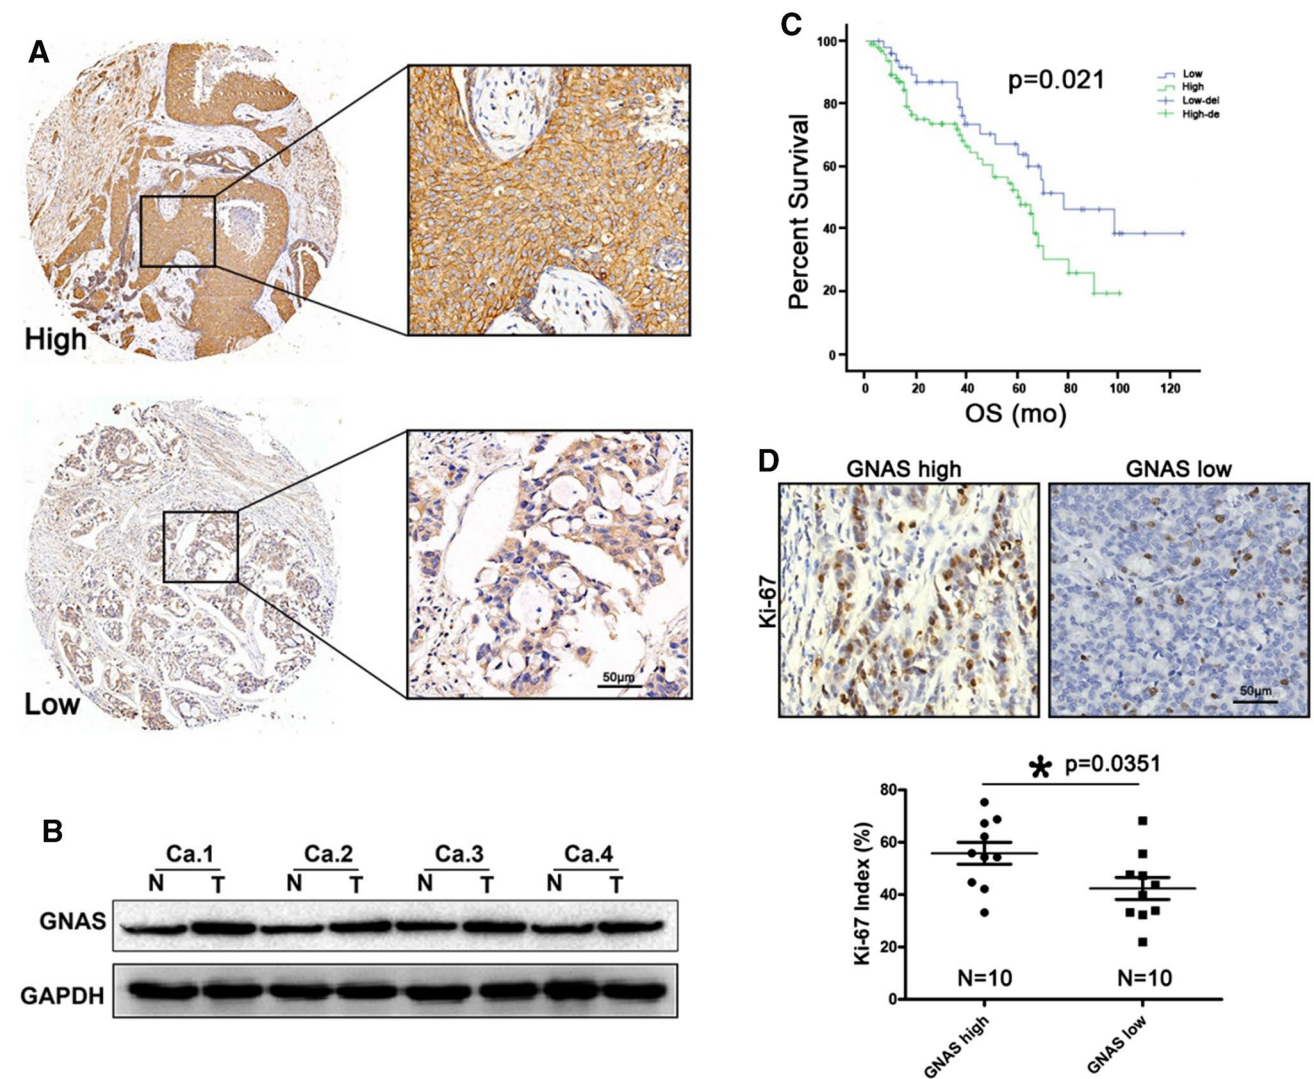 A
High
Low
50μm
B
Ca.1 Ca.2 Ca.3 Ca.4
N T N T N T N T
GNAS
GAPDH
C
p=0.021
Low
High
Low-del
High-de
Percent Survival
100
80
60
40
20
0
0 20 40 60 80 100 120
OS (mo)
D
GNAS high GNAS low
Ki-67
50μm
* p=0.0351
Ki-67 Index (%)
80
60
40
20
0
N=10 N=10
GNAS high GNAS low